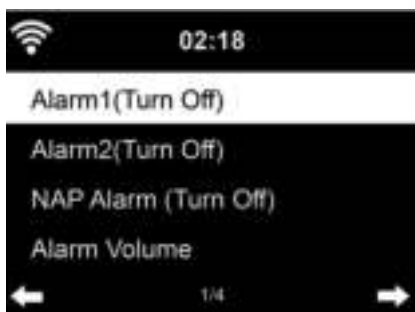 02:18
Alarm1(Turn Off)
Alarm2(Turn Off)
NAP Alarm (Turn Off)
Alarm Volume
1/4